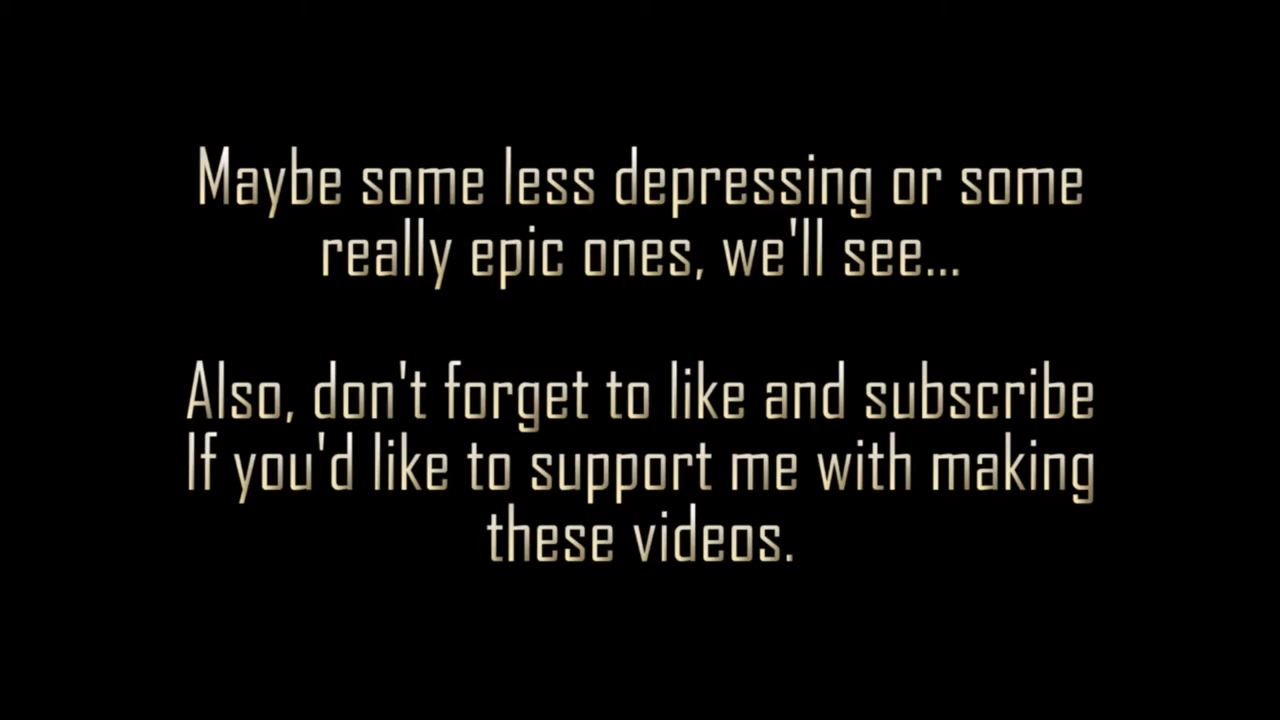 Maybe some less depressing or some
really epic ones, we'll see...
Also, don't forget to like and subscribe
If you'd like to support me with making
these videos.